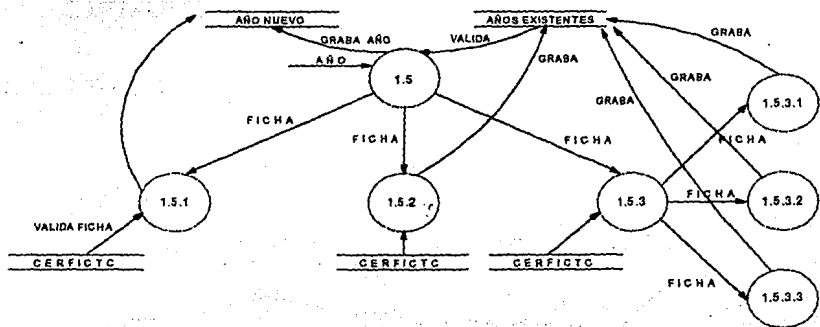 AÑO NUEVO
AÑOS EXISTENTES
GRABA AÑO
VALIDA
GRABA
AÑO
GRABA
1.5
GRABA
1.5.3.1
FICHA
FICHA
FICHA
FICHA
1.5.1
1.5.2
1.5.3
FICHA
1.5.3.2
VALIDA FICHA
CERFICTC
CERFICTC
CERFICTC
FICHA
1.5.3.3